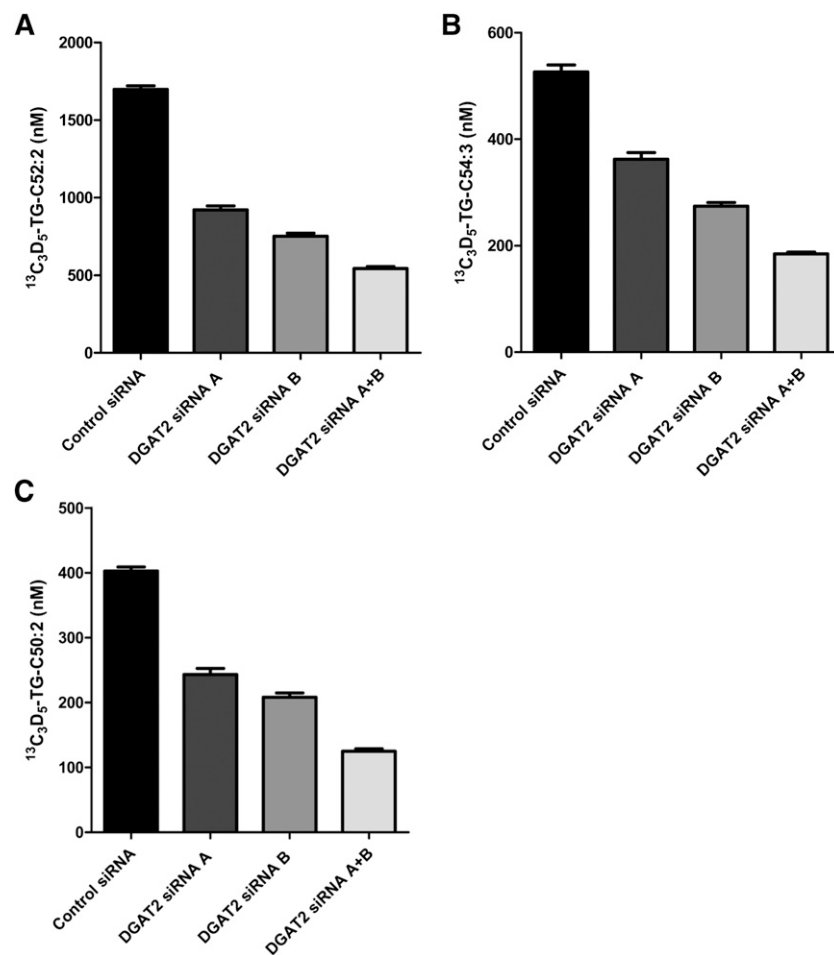 A
¹³C₃D₅-TG-C52:2 (nM)
2000
1500
1000
500
0
Control siRNA
DGAT2 siRNA A
DGAT2 siRNA B
DGAT2 siRNA A+B
B
¹³C₃D₅-TG-C54:3 (nM)
600
400
200
0
Control siRNA
DGAT2 siRNA A
DGAT2 siRNA B
DGAT2 siRNA A+B
C
¹³C₃D₅-TG-C50:2 (nM)
500
400
300
200
100
0
Control siRNA
DGAT2 siRNA A
DGAT2 siRNA B
DGAT2 siRNA A+B